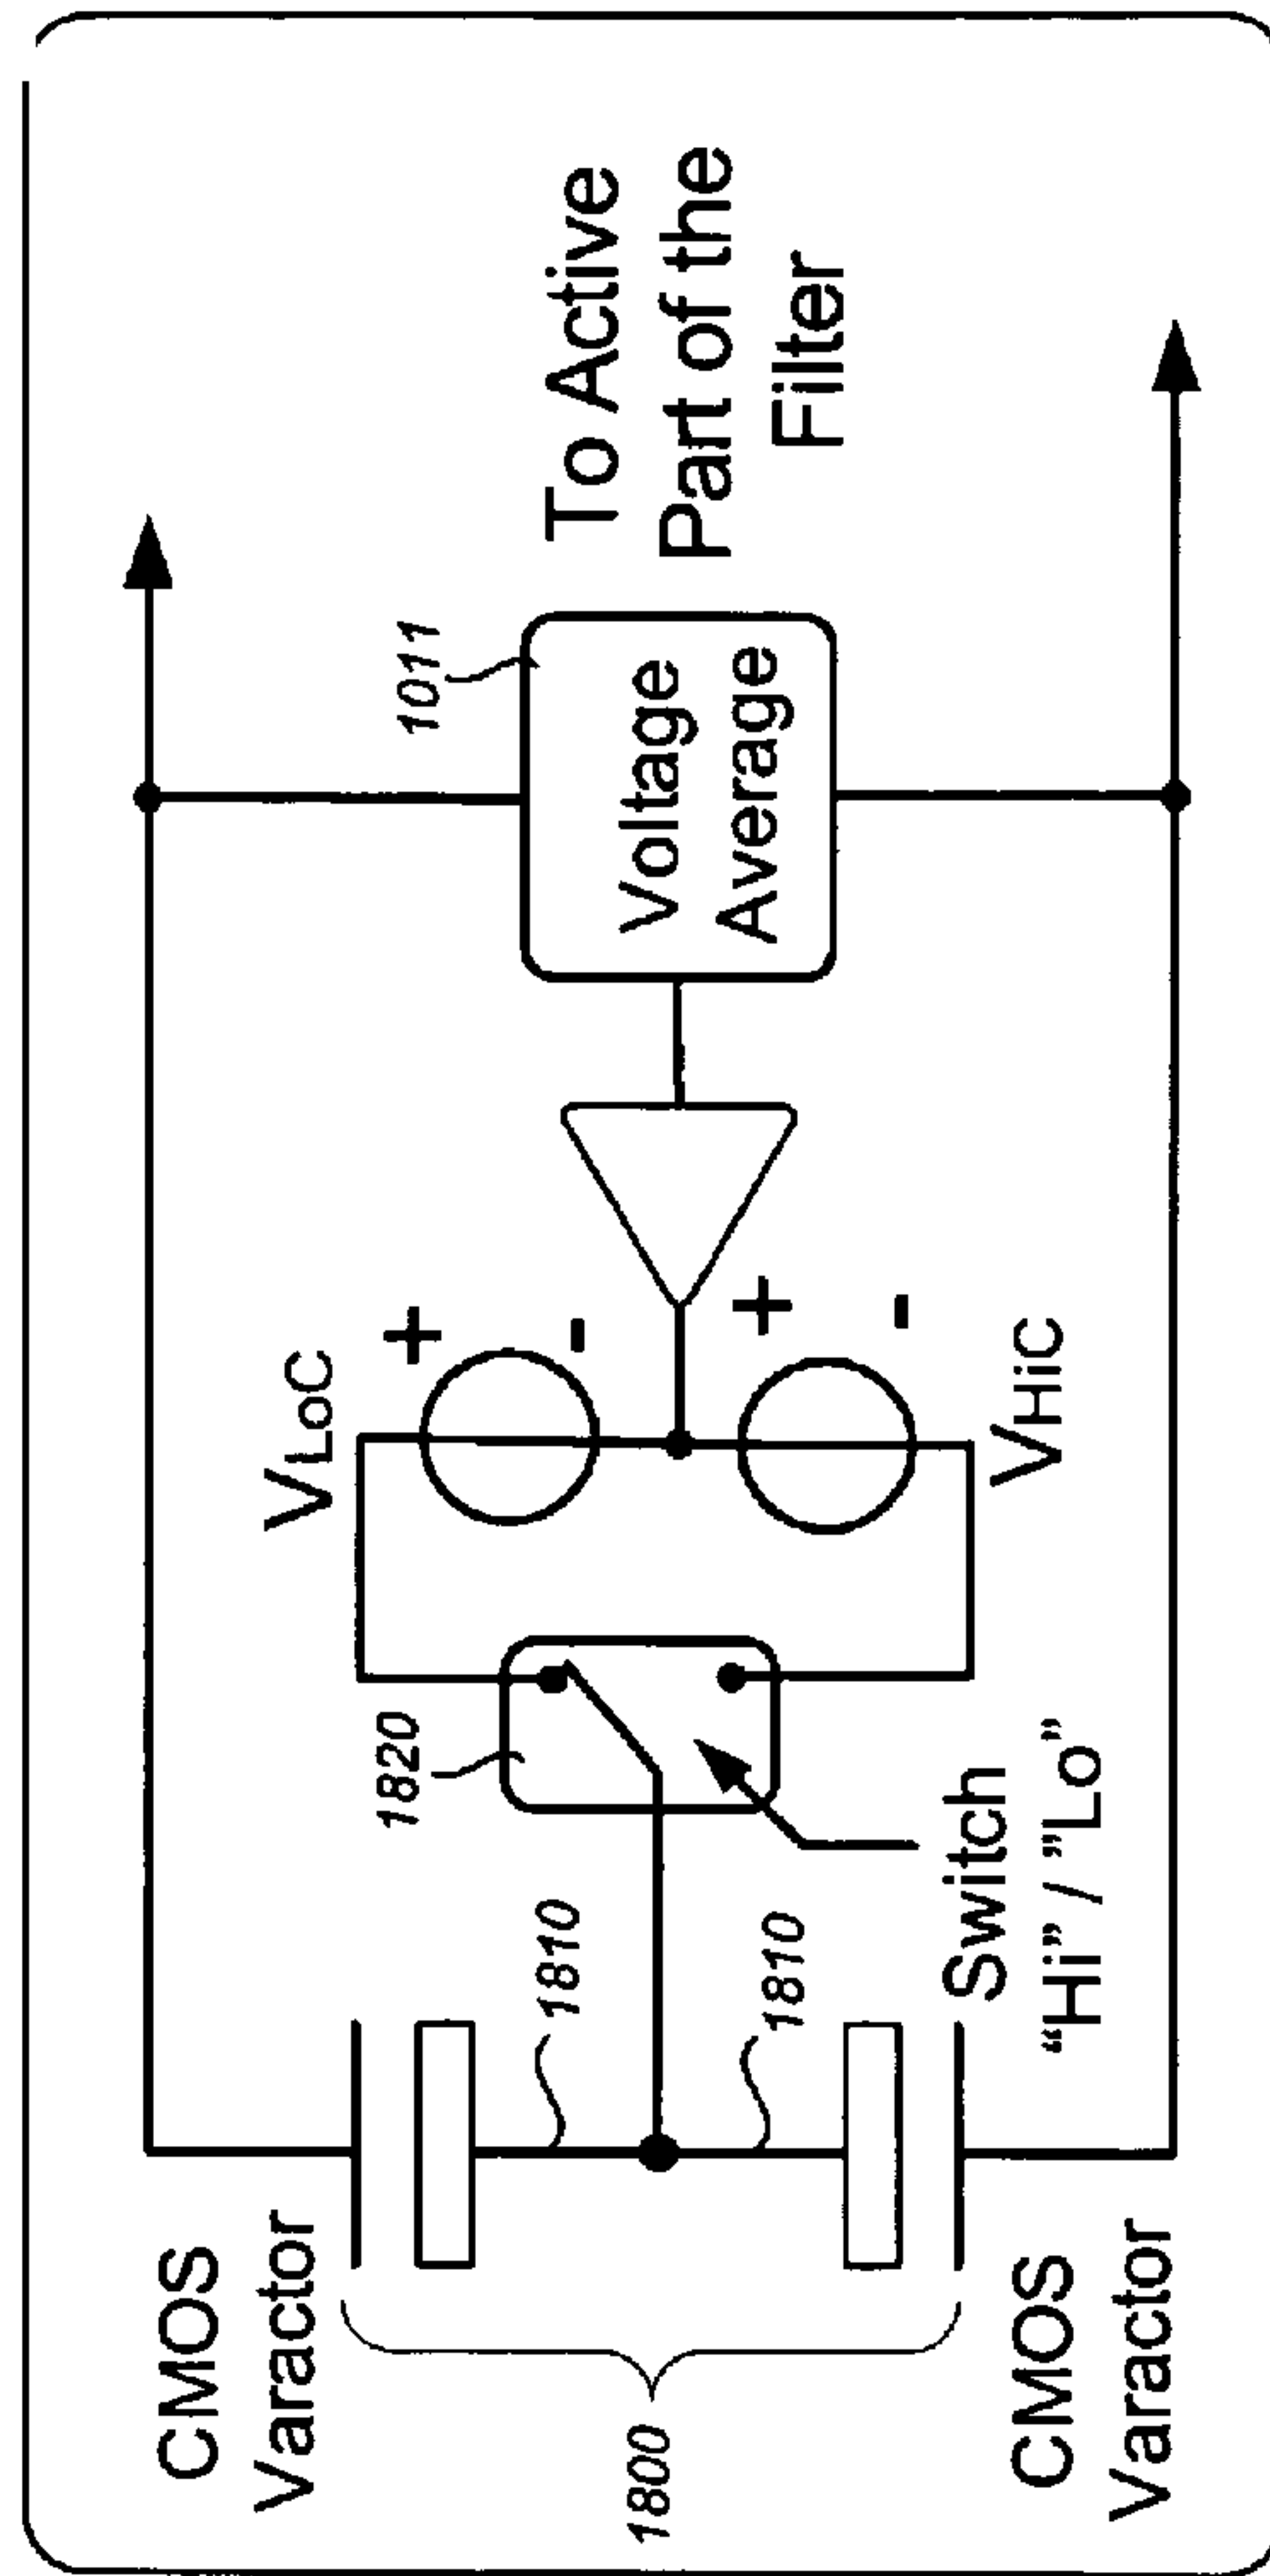 CMOS
Varactor
1800
CMOS
Varactor
1810
1810
1820
Switch
“Hi” / ”Lo”
VLoC
+
-
+
-
VHiC
1011
Voltage
Average
To Active
Part of the
Filter